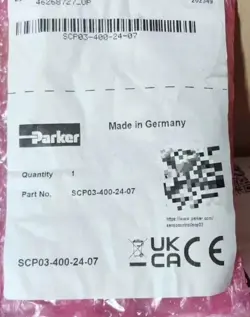 46268727_UP
SCP03-400-24-07
Parker
Made in Germany
Quantity 1
Part No. SCP03-400-24-07
SCP03-400-24-07
UK
CA CE